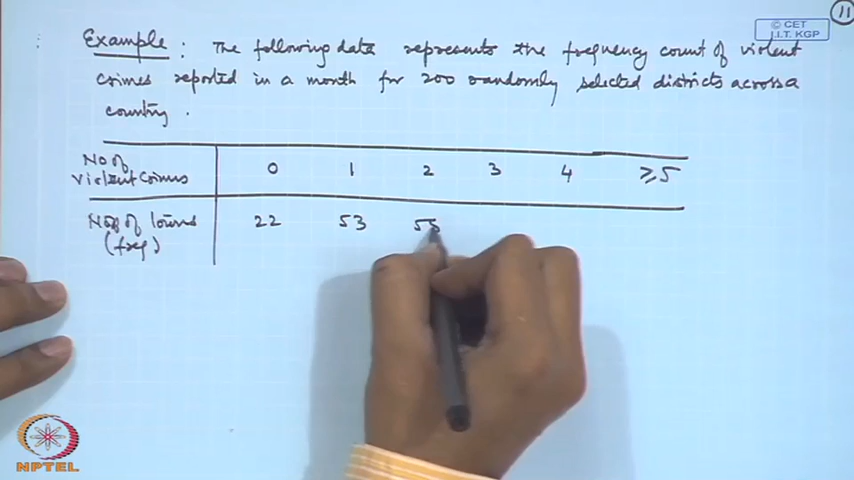 11
© CET
I.I.T. KGP
Example : The following data represents the frequency count of violent
crimes reported in a month for 200 randomly selected districts across a
country .
No of
Violent Crimes 0 1 2 3 4 ≥5
No of towns 22 53 58
(freq)
NPTEL